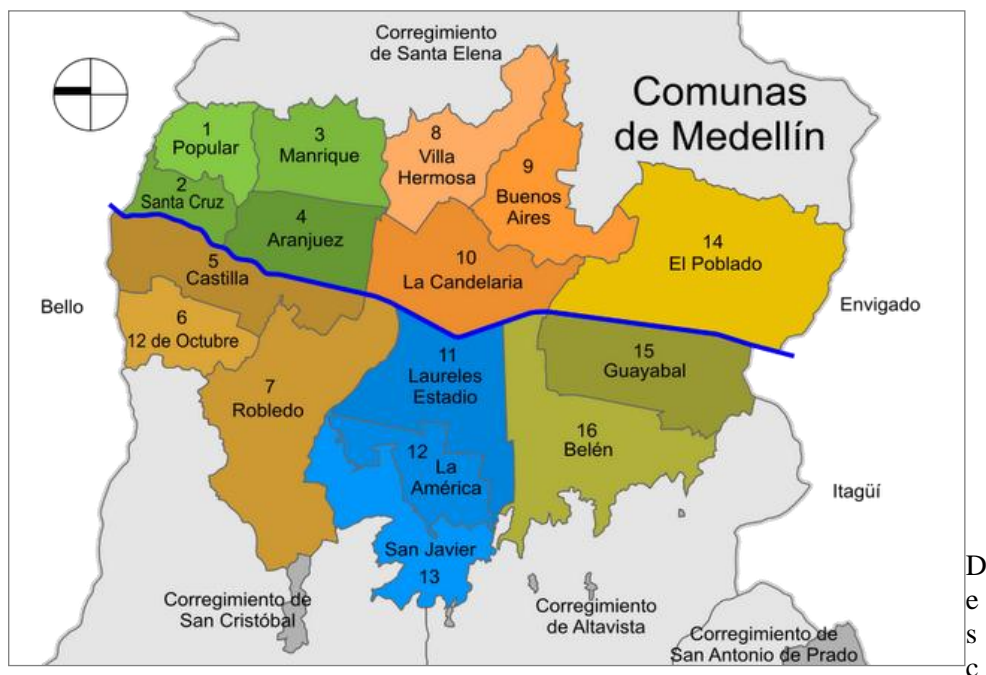 Corregimiento
de Santa Elena
Comunas
de Medellín
1
Popular
3
Manrique
8
Villa
Hermosa
9
Buenos
Aires
2
Santa Cruz
4
Aranjuez
10
La Candelaria
14
El Poblado
5
Castilla
Bello
Envigado
6
12 de Octubre
7
Robledo
11
Laureles
Estadio
15
Guayabal
16
Belén
12
La
América
Itagüí
San Javier
13
Corregimiento de
San Cristóbal
Corregimiento
de Altavista
Corregimiento de
San Antonio de Prado
D
e
s
c